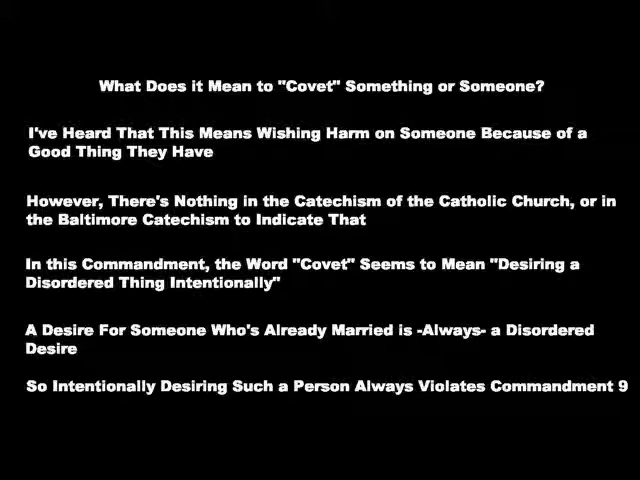 What Does it Mean to "Covet" Something or Someone?
I've Heard That This Means Wishing Harm on Someone Because of a
Good Thing They Have
However, There's Nothing in the Catechism of the Catholic Church, or in
the Baltimore Catechism to Indicate That
In this Commandment, the Word "Covet" Seems to Mean "Desiring a
Disordered Thing Intentionally"
A Desire For Someone Who's Already Married is -Always- a Disordered
Desire
So Intentionally Desiring Such a Person Always Violates Commandment 9